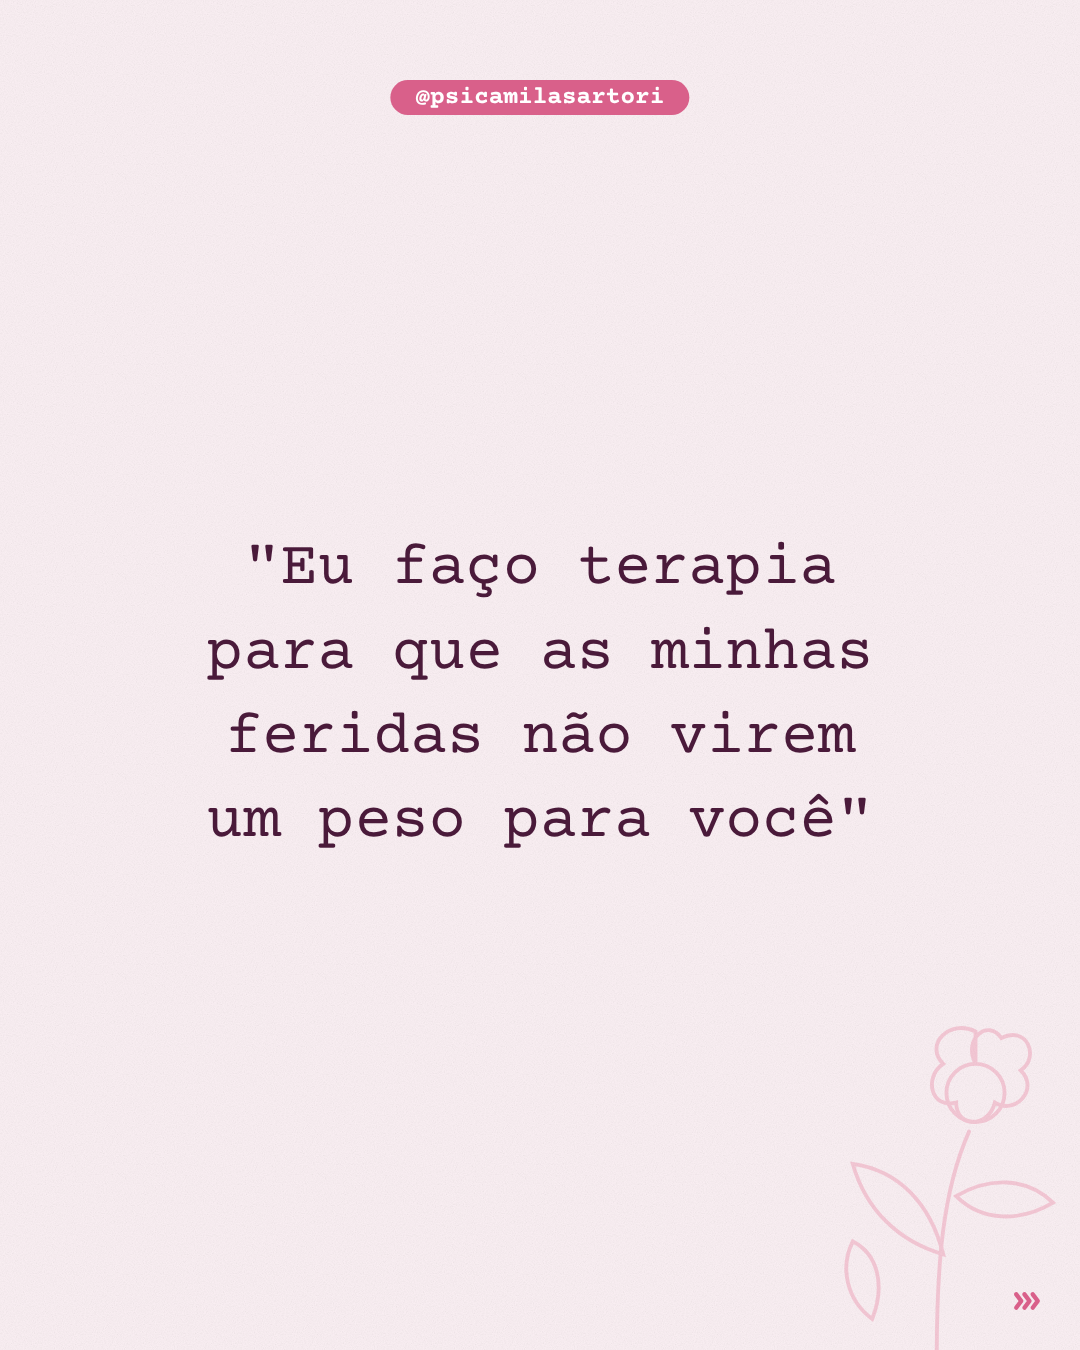 @psicamilasartori
"Eu faço terapia
para que as minhas
feridas não virem
um peso para você"